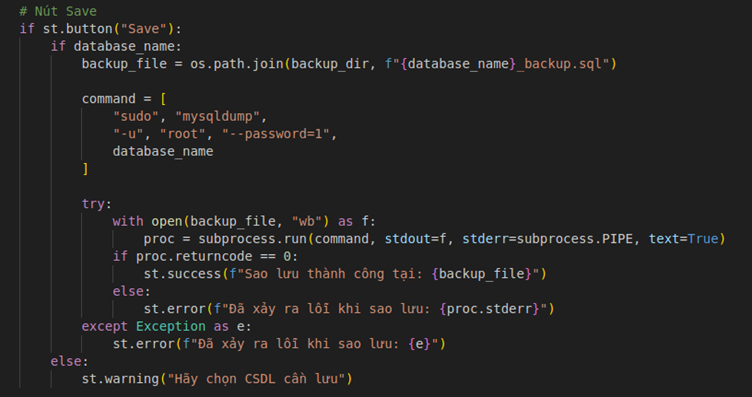 # Nút Save
if st.button("Save"):
if database_name:
backup_file = os.path.join(backup_dir, f"{database_name}_backup.sql")
command = [
"sudo", "mysqldump",
"-u", "root", "--password=1",
database_name
]
try:
with open(backup_file, "wb") as f:
proc = subprocess.run(command, stdout=f, stderr=subprocess.PIPE, text=True)
if proc.returncode == 0:
st.success(f"Sao lưu thành công tại: {backup_file}")
else:
st.error(f"Đã xảy ra lỗi khi sao lưu: {proc.stderr}")
except Exception as e:
st.error(f"Đã xảy ra lỗi khi sao lưu: {e}")
else:
st.warning("Hãy chọn CSDL cần lưu")